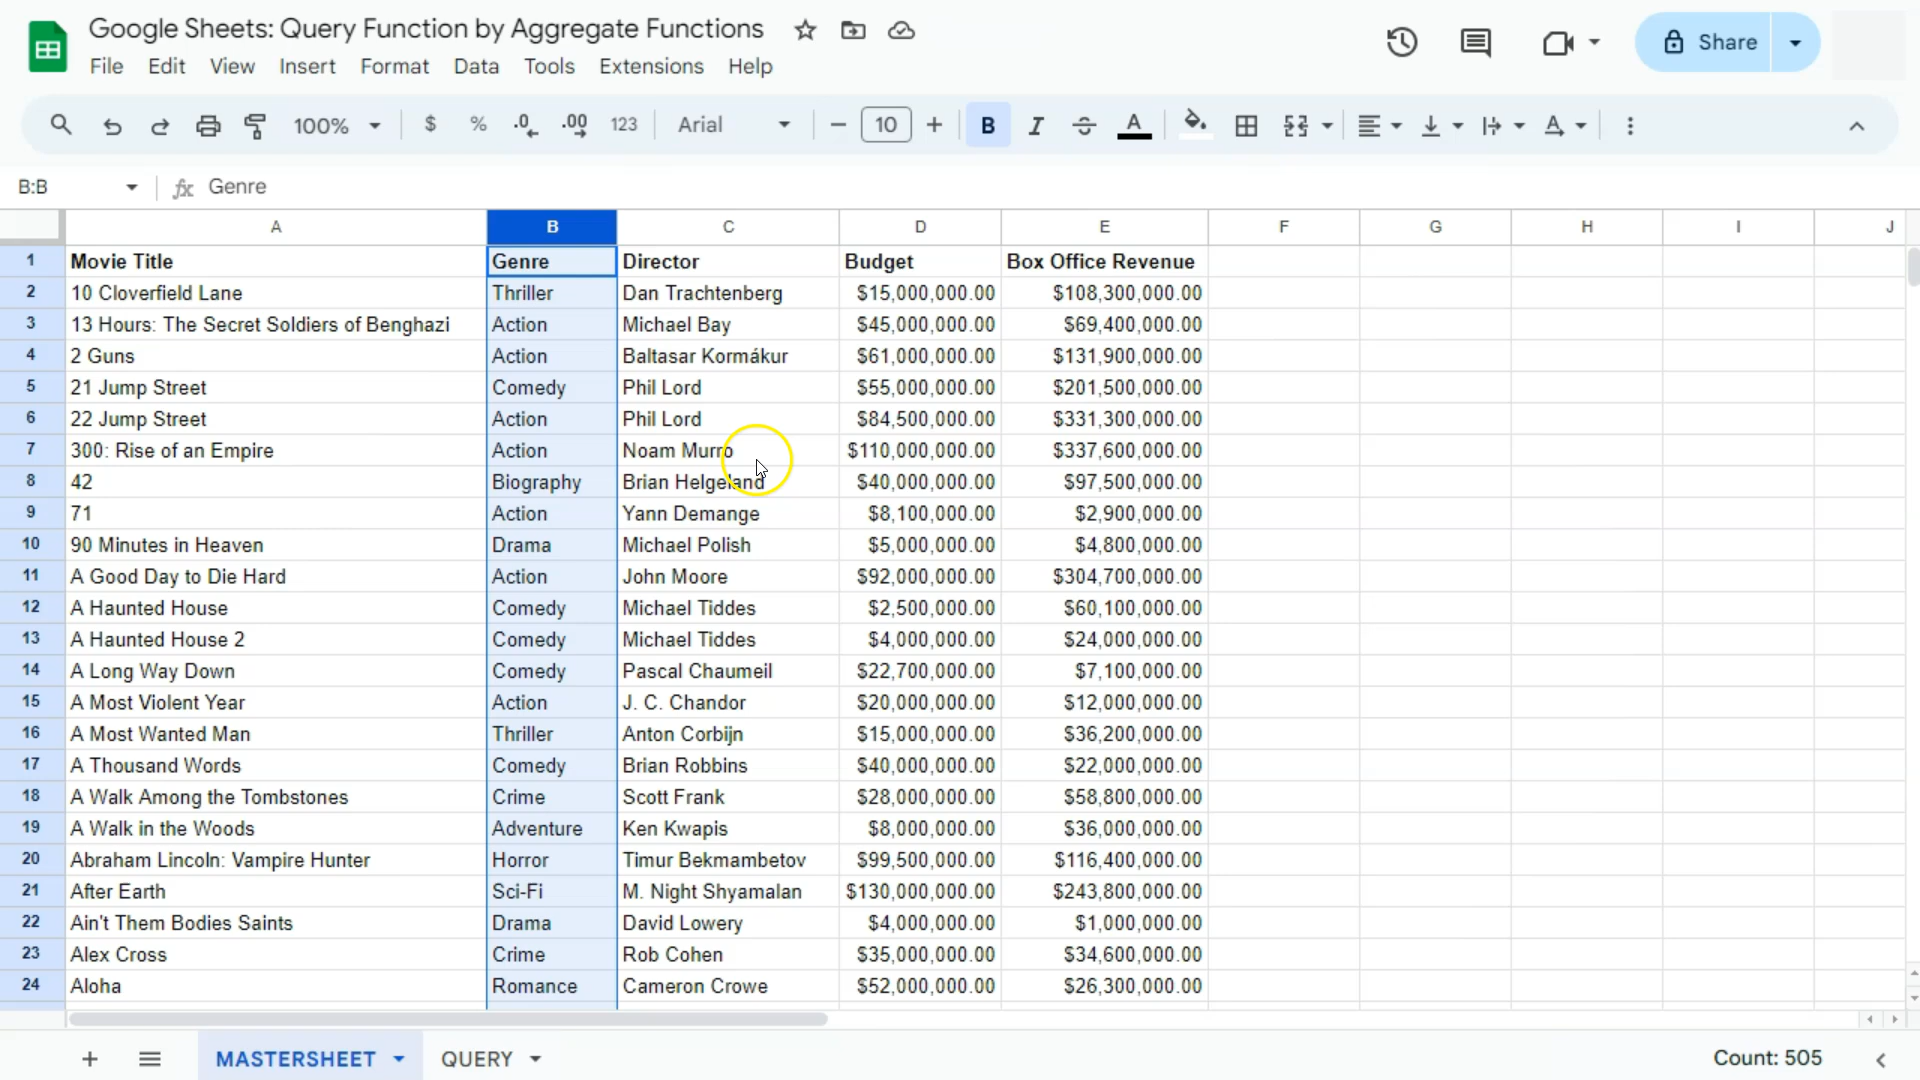 Google Sheets: Query Function by Aggregate Functions
File Edit View Insert Format Data Tools Extensions Help
Share
100% $ % .0 .00 123 Arial 10 B I A A
B:B fx Genre
A B C D E F G H I J
1 Movie Title Genre Director Budget Box Office Revenue
2 10 Cloverfield Lane Thriller Dan Trachtenberg $15,000,000.00 $108,300,000.00
3 13 Hours: The Secret Soldiers of Benghazi Action Michael Bay $45,000,000.00 $69,400,000.00
4 2 Guns Action Baltasar Kormákur $61,000,000.00 $131,900,000.00
5 21 Jump Street Comedy Phil Lord $55,000,000.00 $201,500,000.00
6 22 Jump Street Action Phil Lord $84,500,000.00 $331,300,000.00
7 300: Rise of an Empire Action Noam Murro $110,000,000.00 $337,600,000.00
8 42 Biography Brian Helgeland $40,000,000.00 $97,500,000.00
9 71 Action Yann Demange $8,100,000.00 $2,900,000.00
10 90 Minutes in Heaven Drama Michael Polish $5,000,000.00 $4,800,000.00
11 A Good Day to Die Hard Action John Moore $92,000,000.00 $304,700,000.00
12 A Haunted House Comedy Michael Tiddes $2,500,000.00 $60,100,000.00
13 A Haunted House 2 Comedy Michael Tiddes $4,000,000.00 $24,000,000.00
14 A Long Way Down Comedy Pascal Chaumeil $22,700,000.00 $7,100,000.00
15 A Most Violent Year Action J. C. Chandor $20,000,000.00 $12,000,000.00
16 A Most Wanted Man Thriller Anton Corbijn $15,000,000.00 $36,200,000.00
17 A Thousand Words Comedy Brian Robbins $40,000,000.00 $22,000,000.00
18 A Walk Among the Tombstones Crime Scott Frank $28,000,000.00 $58,800,000.00
19 A Walk in the Woods Adventure Ken Kwapis $8,000,000.00 $36,000,000.00
20 Abraham Lincoln: Vampire Hunter Horror Timur Bekmambetov $99,500,000.00 $116,400,000.00
21 After Earth Sci-Fi M. Night Shyamalan $130,000,000.00 $243,800,000.00
22 Ain't Them Bodies Saints Drama David Lowery $4,000,000.00 $1,000,000.00
23 Alex Cross Crime Rob Cohen $35,000,000.00 $34,600,000.00
24 Aloha Romance Cameron Crowe $52,000,000.00 $26,300,000.00
MASTERSHEET QUERY Count: 505